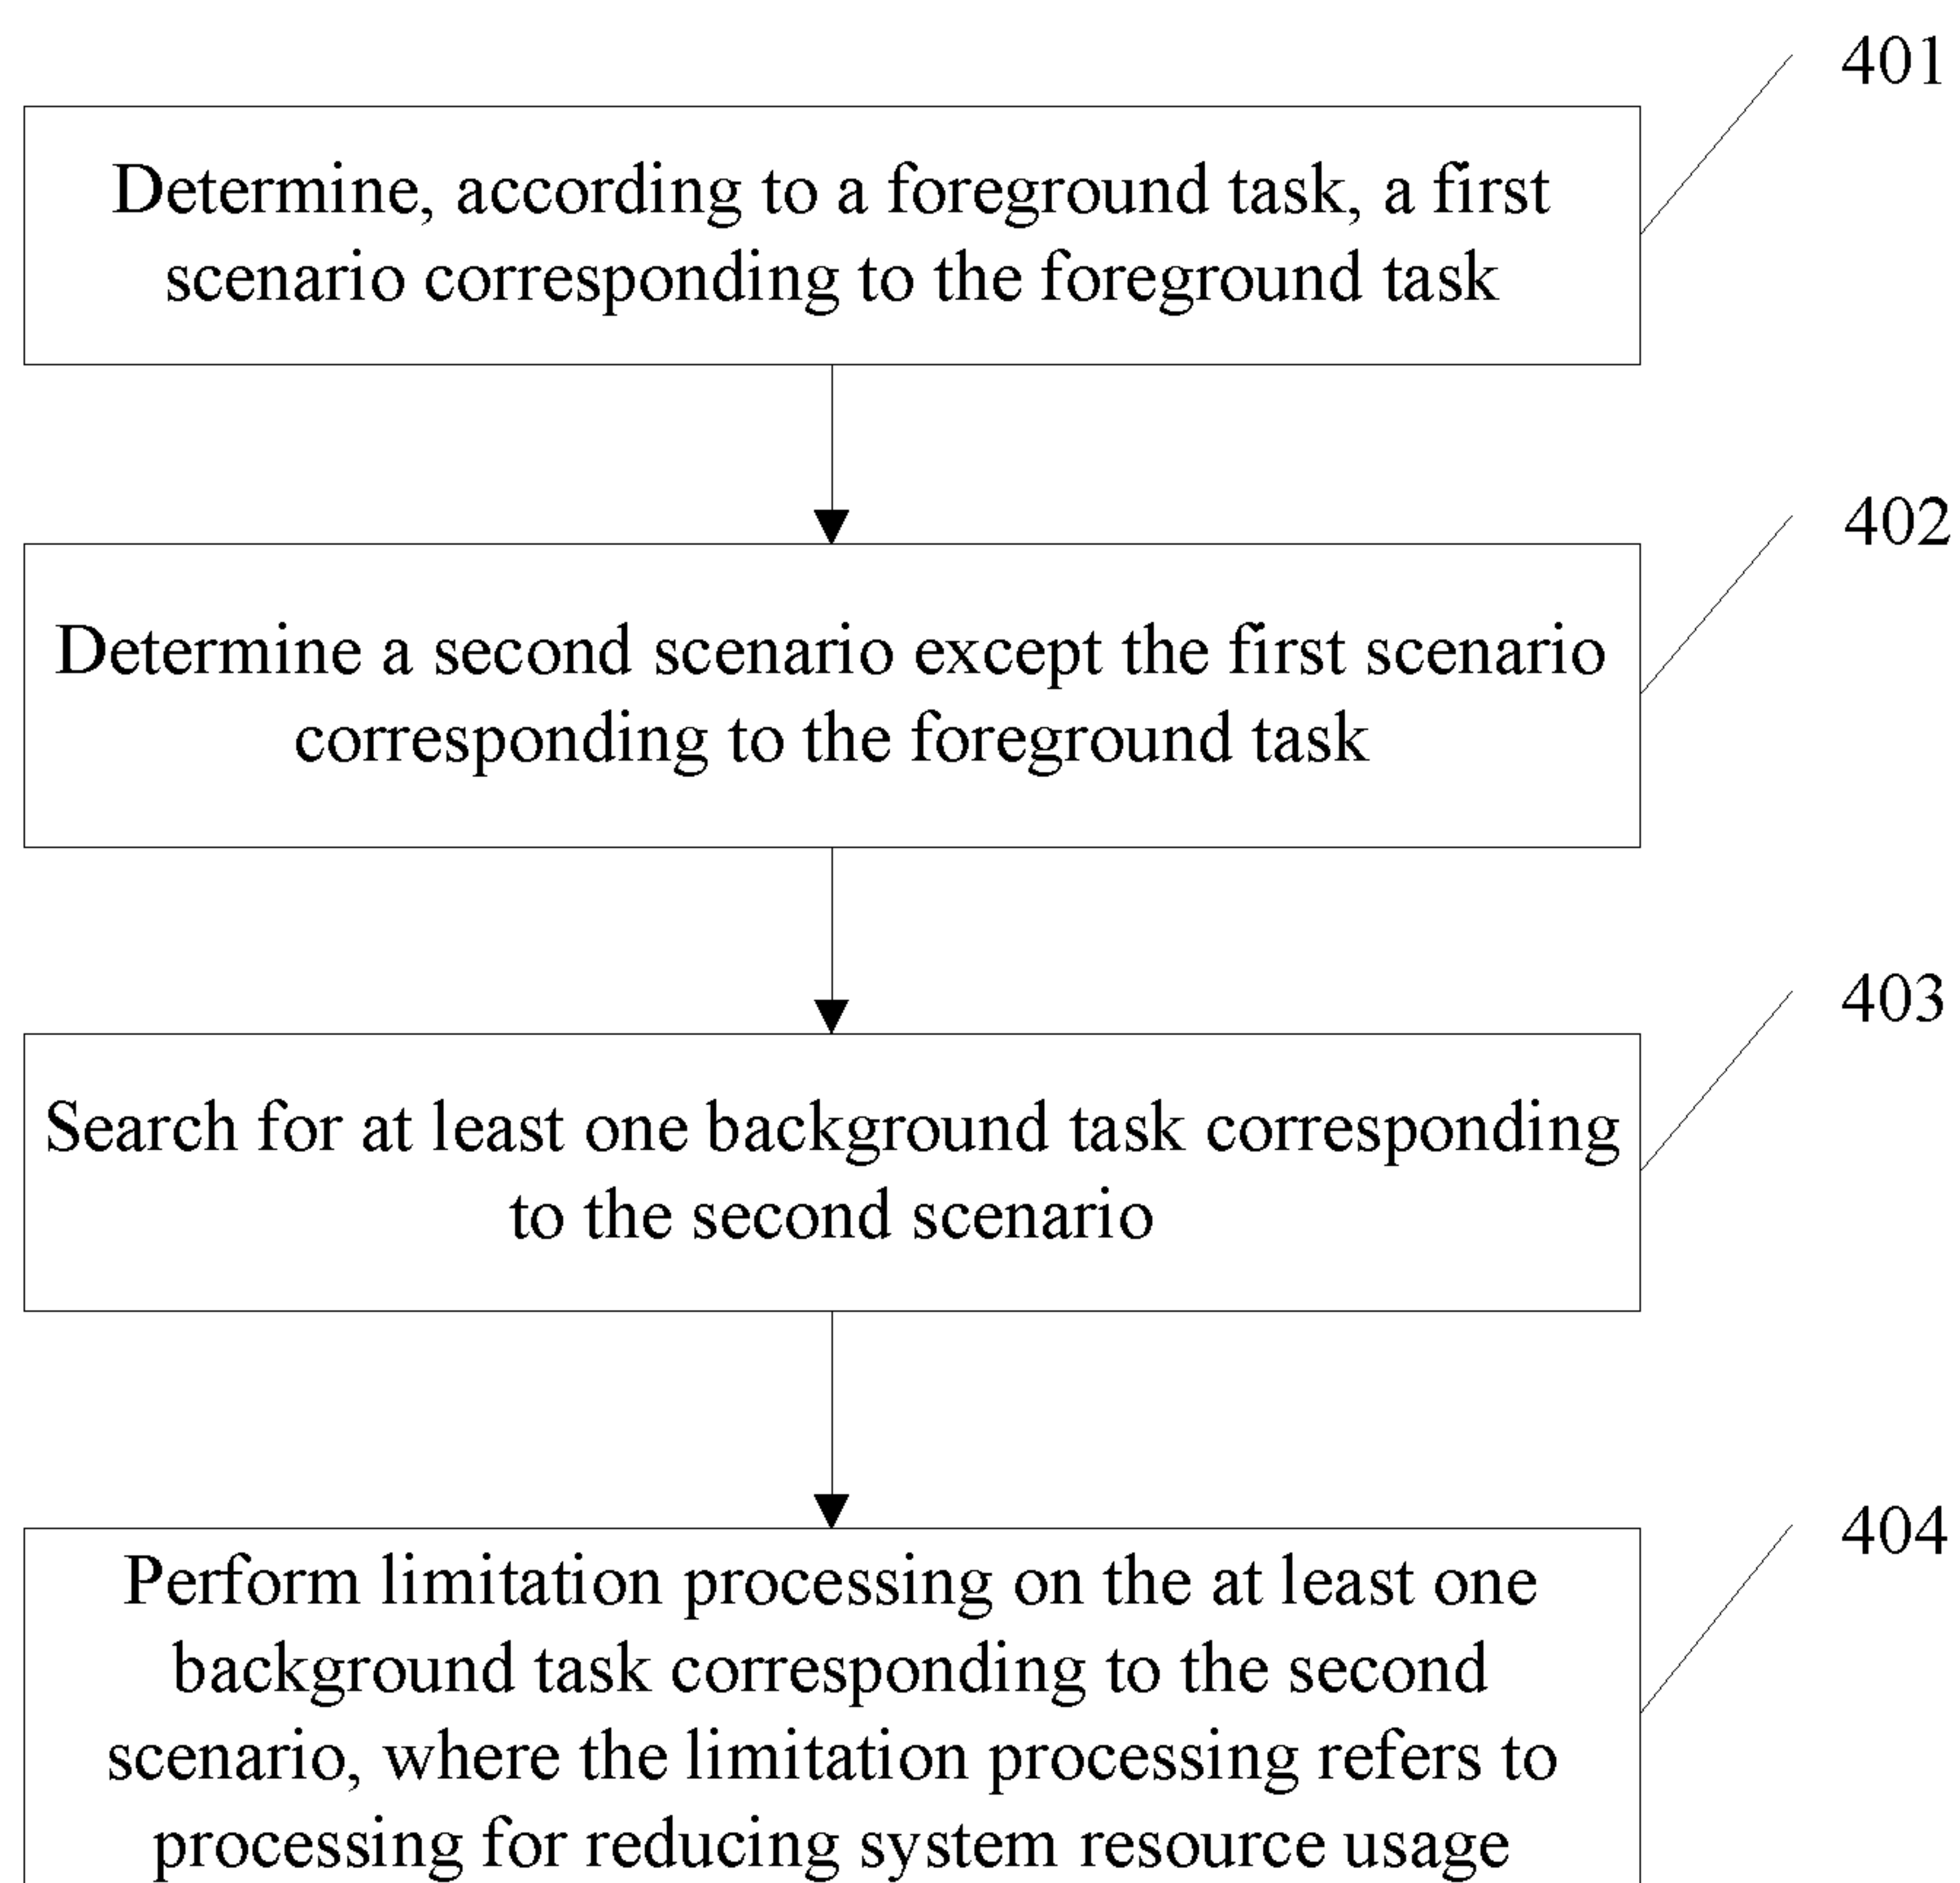 401
Determine, according to a foreground task, a first
scenario corresponding to the foreground task
402
Determine a second scenario except the first scenario
corresponding to the foreground task
403
Search for at least one background task corresponding
to the second scenario
404
Perform limitation processing on the at least one
background task corresponding to the second
scenario, where the limitation processing refers to
processing for reducing system resource usage